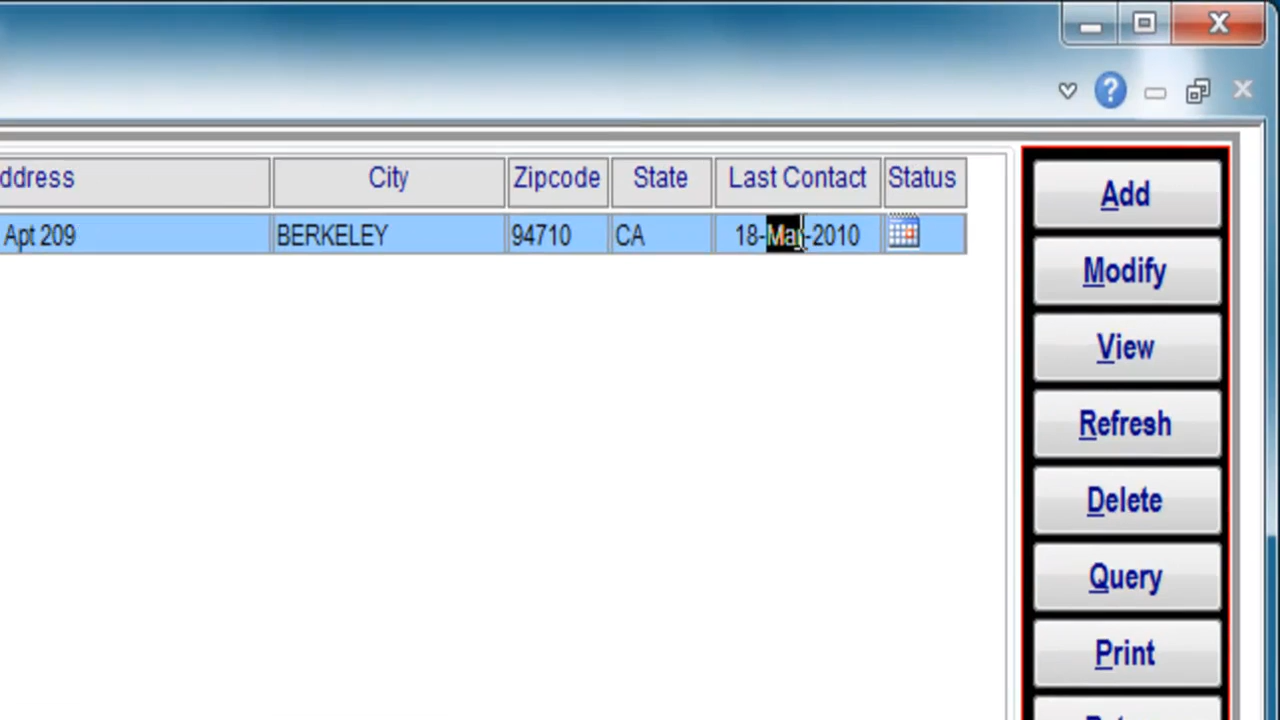 ddress City Zipcode State Last Contact Status
Apt 209 BERKELEY 94710 CA 18-May-2010
Add
Modify
View
Refresh
Delete
Query
Print